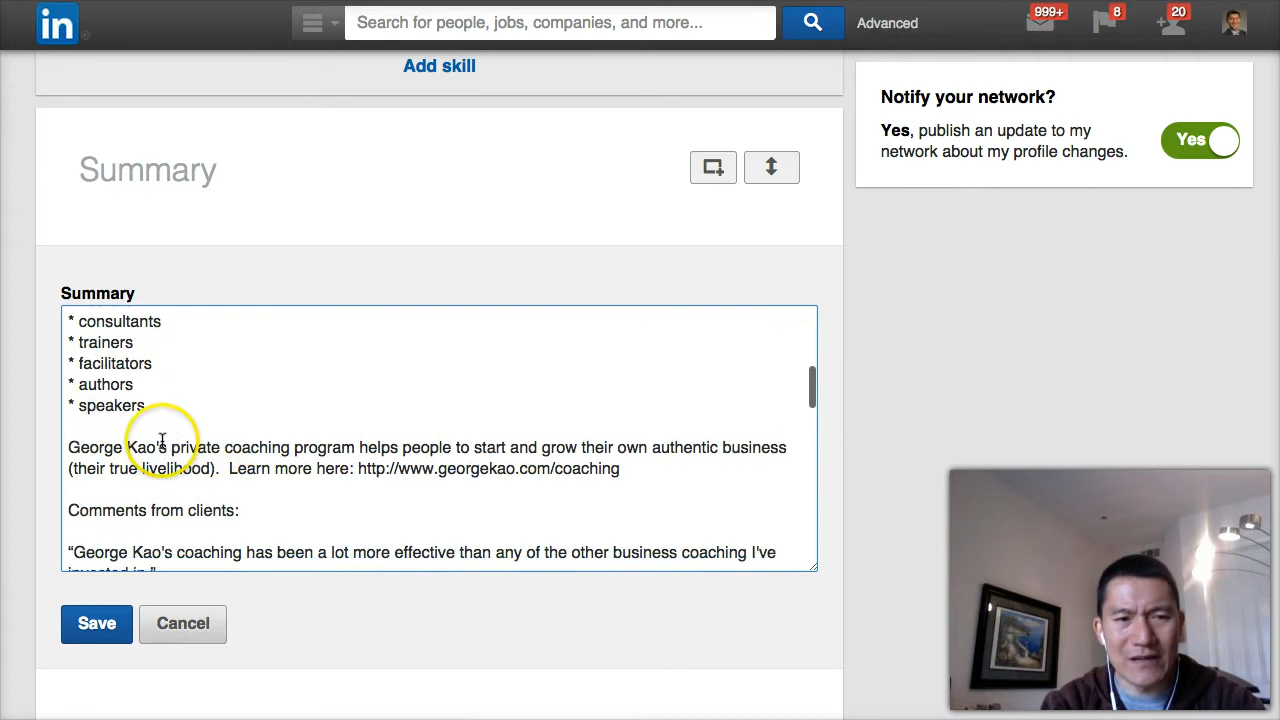 in
Search for people, jobs, companies, and more...
Advanced
999+
8
20
Add skill
Notify your network?
Yes, publish an update to my
network about my profile changes.
Yes
Summary
Summary
* consultants
* trainers
* facilitators
* authors
* speakers
George Kao's private coaching program helps people to start and grow their own authentic business
(their true livelihood).  Learn more here: http://www.georgekao.com/coaching
Comments from clients:
“George Kao's coaching has been a lot more effective than any of the other business coaching I've
invested in.”
Save
Cancel